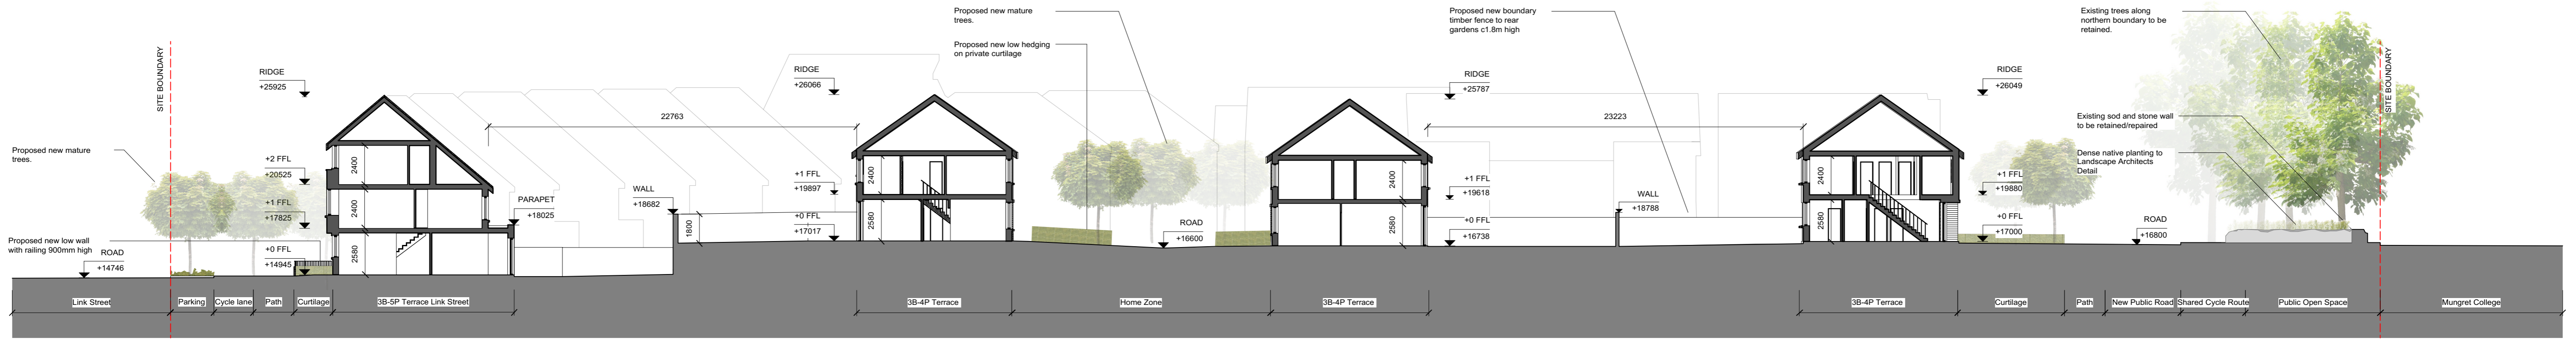 Proposed new mature
trees.
Proposed new low wall
with railing 900mm high
ROAD
+14746
SITE BOUNDARY
RIDGE
+25925
+2 FFL
+20525
+1 FFL
+17825
+0 FFL
+14945
2400
2400
2580
PARAPET
+18025
22763
WALL
+18682
1800
RIDGE
+26066
+1 FFL
+19897
+0 FFL
+17017
2400
2580
Proposed new mature
trees.
Proposed new low hedging
on private curtilage
ROAD
+16600
2400
2580
RIDGE
+25787
+1 FFL
+19618
+0 FFL
+16738
Proposed new boundary
timber fence to rear
gardens c1.8m high
23223
WALL
+18788
2400
2580
RIDGE
+26049
+1 FFL
+19880
+0 FFL
+17000
ROAD
+16800
Existing trees along
northern boundary to be
retained.
Existing sod and stone wall
to be retained/repaired
Dense native planting to
Landscape Architects
Detail
SITE BOUNDARY
Link Street
Parking
Cycle lane
Path
Curtilage
3B-5P Terrace Link Street
3B-4P Terrace
Home Zone
3B-4P Terrace
3B-4P Terrace
Curtilage
Path
New Public Road
Shared Cycle Route
Public Open Space
Mungret College